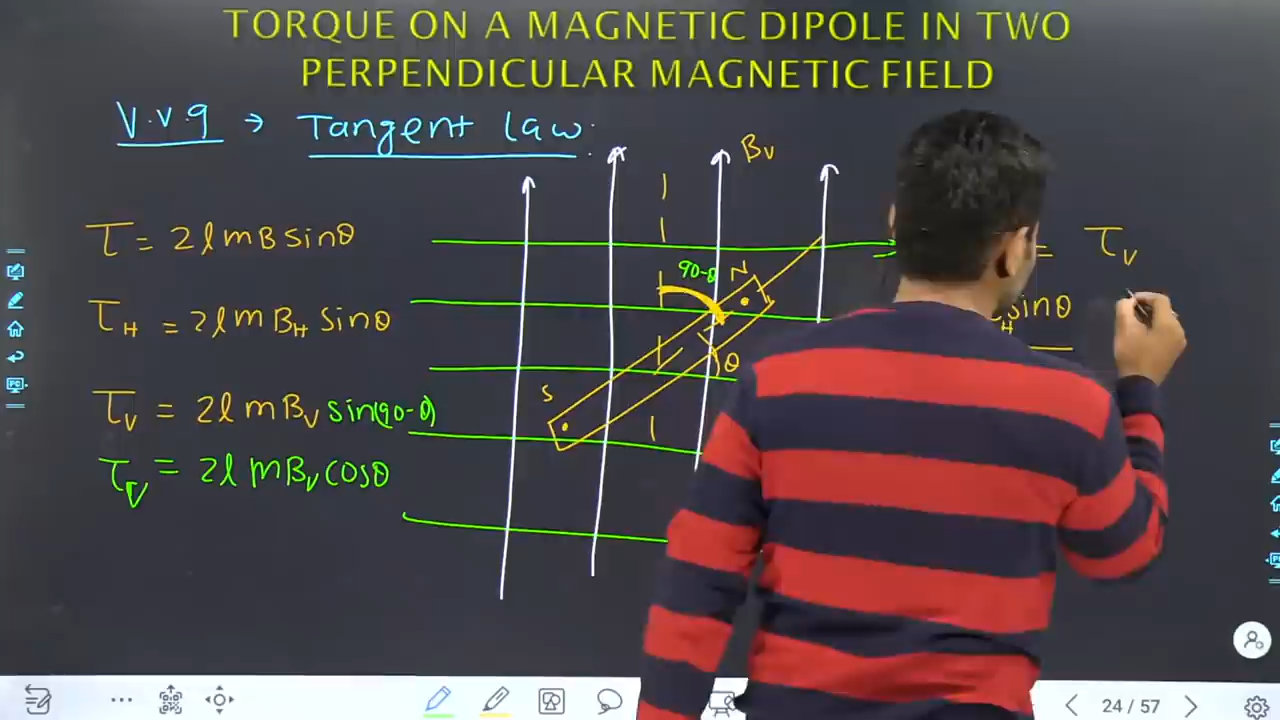 TORQUE ON A MAGNETIC DIPOLE IN TWO
PERPENDICULAR MAGNETIC FIELD
V.V.9 → Tangent law:
Bv
τ = 2lmB sinθ
= τv
90-θ
N
τH = 2lmBH sinθ
H sinθ
θ
S
τv = 2lmBv sin(90-θ)
τv = 2lmBv cosθ
24 / 57